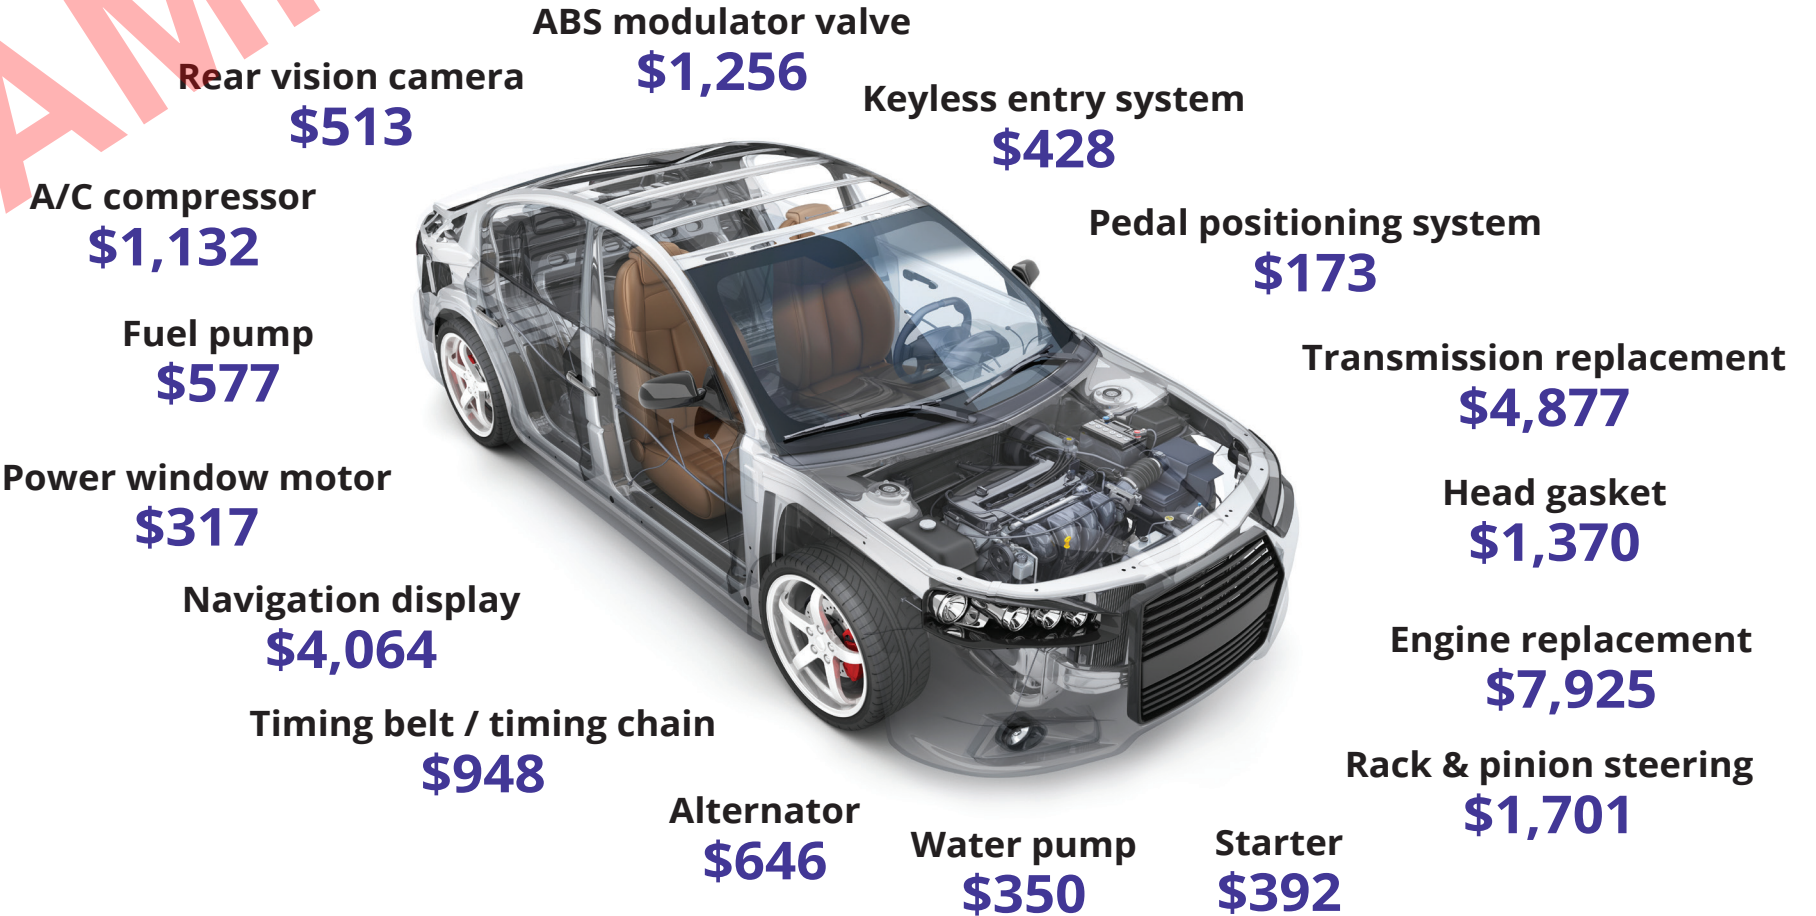 ABS modulator valve
$1,256
Rear vision camera
$513
Keyless entry system
$428
A/C compressor
$1,132
Pedal positioning system
$173
Fuel pump
$577
Transmission replacement
$4,877
Power window motor
$317
Head gasket
$1,370
Navigation display
$4,064
Engine replacement
$7,925
Timing belt / timing chain
$948
Rack & pinion steering
$1,701
Alternator
$646
Water pump
$350
Starter
$392